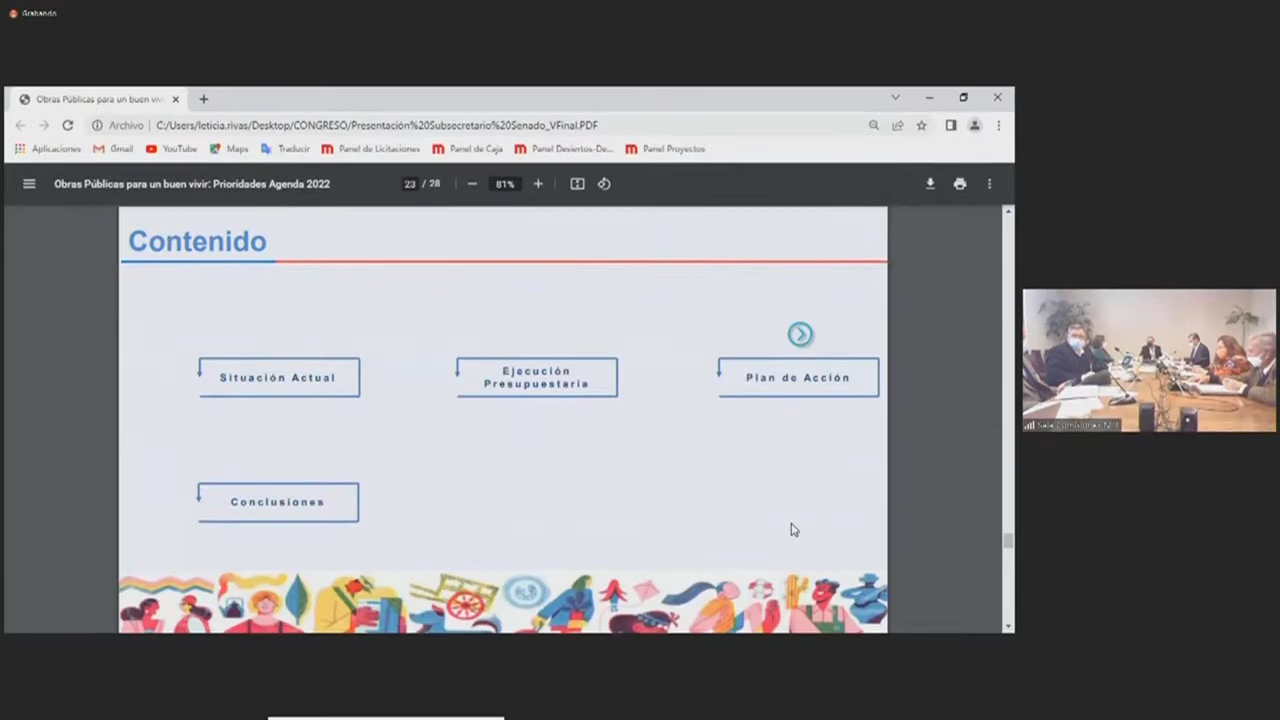 Grabando
Obras Públicas para un buen viv
Archivo
C:/Users/leticia.rivas/Desktop/CONGRESO/Presentación%20Subsecretario%20Senado_VFinal.PDF
Aplicaciones
Gmail
YouTube
Maps
Traducir
Panel de Licitaciones
Panel de Caja
Panel Desiertos-De...
Panel Proyectos
Obras Públicas para un buen vivir: Prioridades Agenda 2022
23 / 28
81%
Contenido
Situación Actual
Ejecución
Presupuestaria
Plan de Acción
Conclusiones